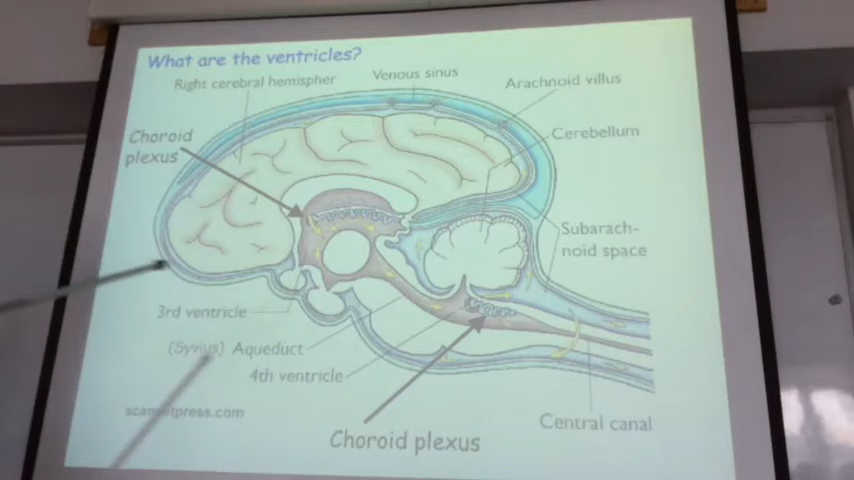 What are the ventricles?
Right cerebral hemispher
Venous sinus
Arachnoid villus
Choroid
plexus
Cerebellum
Subarach-
noid space
3rd ventricle
(Syvius) Aqueduct
4th ventricle
Central canal
Choroid plexus